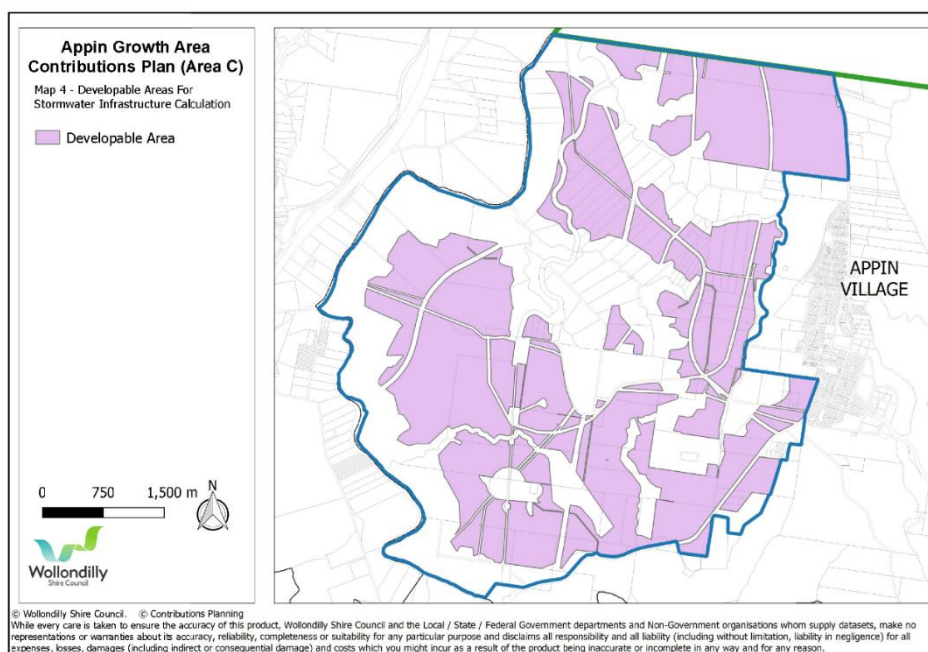 Appin Growth Area
Contributions Plan (Area C)
Map 4 - Developable Areas For
Stormwater Infrastructure Calculation
Developable Area
APPIN
VILLAGE
0 750 1,500 m
N
Wollondilly
Shire Council
© Wollondilly Shire Council. © Contributions Planning
While every care is taken to ensure the accuracy of this product, Wollondilly Shire Council and the Local / State / Federal Government departments and Non-Government organisations whom supply datasets, make no
representations or warranties about its accuracy, reliability, completeness or suitability for any particular purpose and disclaims all responsibility and all liability (including without limitation, liability in negligence) for all
expenses, losses, damages (including indirect or consequential damage) and costs which you might incur as a result of the product being inaccurate or incomplete in any way and for any reason.